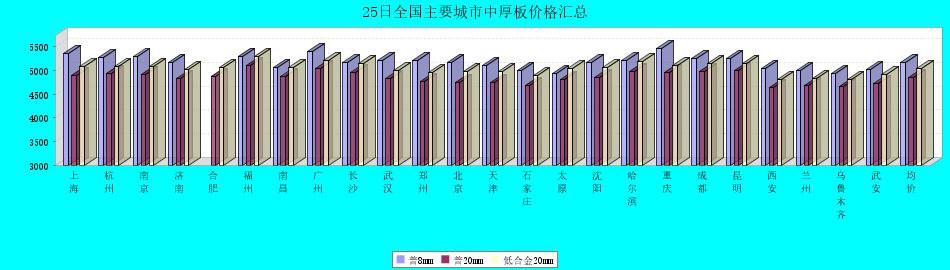 25日全国主要城市中厚板价格汇总
5500
5000
4500
4000
3500
3000
上海
杭州
南京
济南
合肥
福州
南昌
广州
长沙
武汉
郑州
北京
天津
石家庄
太原
沈阳
哈尔滨
重庆
成都
昆明
西安
兰州
乌鲁木齐
武安
均价
普8mm 普20mm 低合金20mm